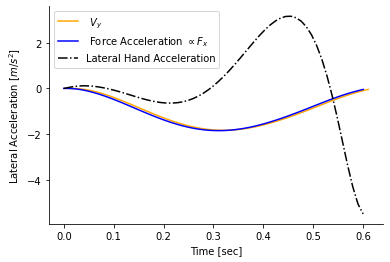 V_y
Force Acceleration ∝ F_x
Lateral Hand Acceleration
Lateral Acceleration [m/s²]
2
0
−2
−4
0.0 0.1 0.2 0.3 0.4 0.5 0.6
Time [sec]